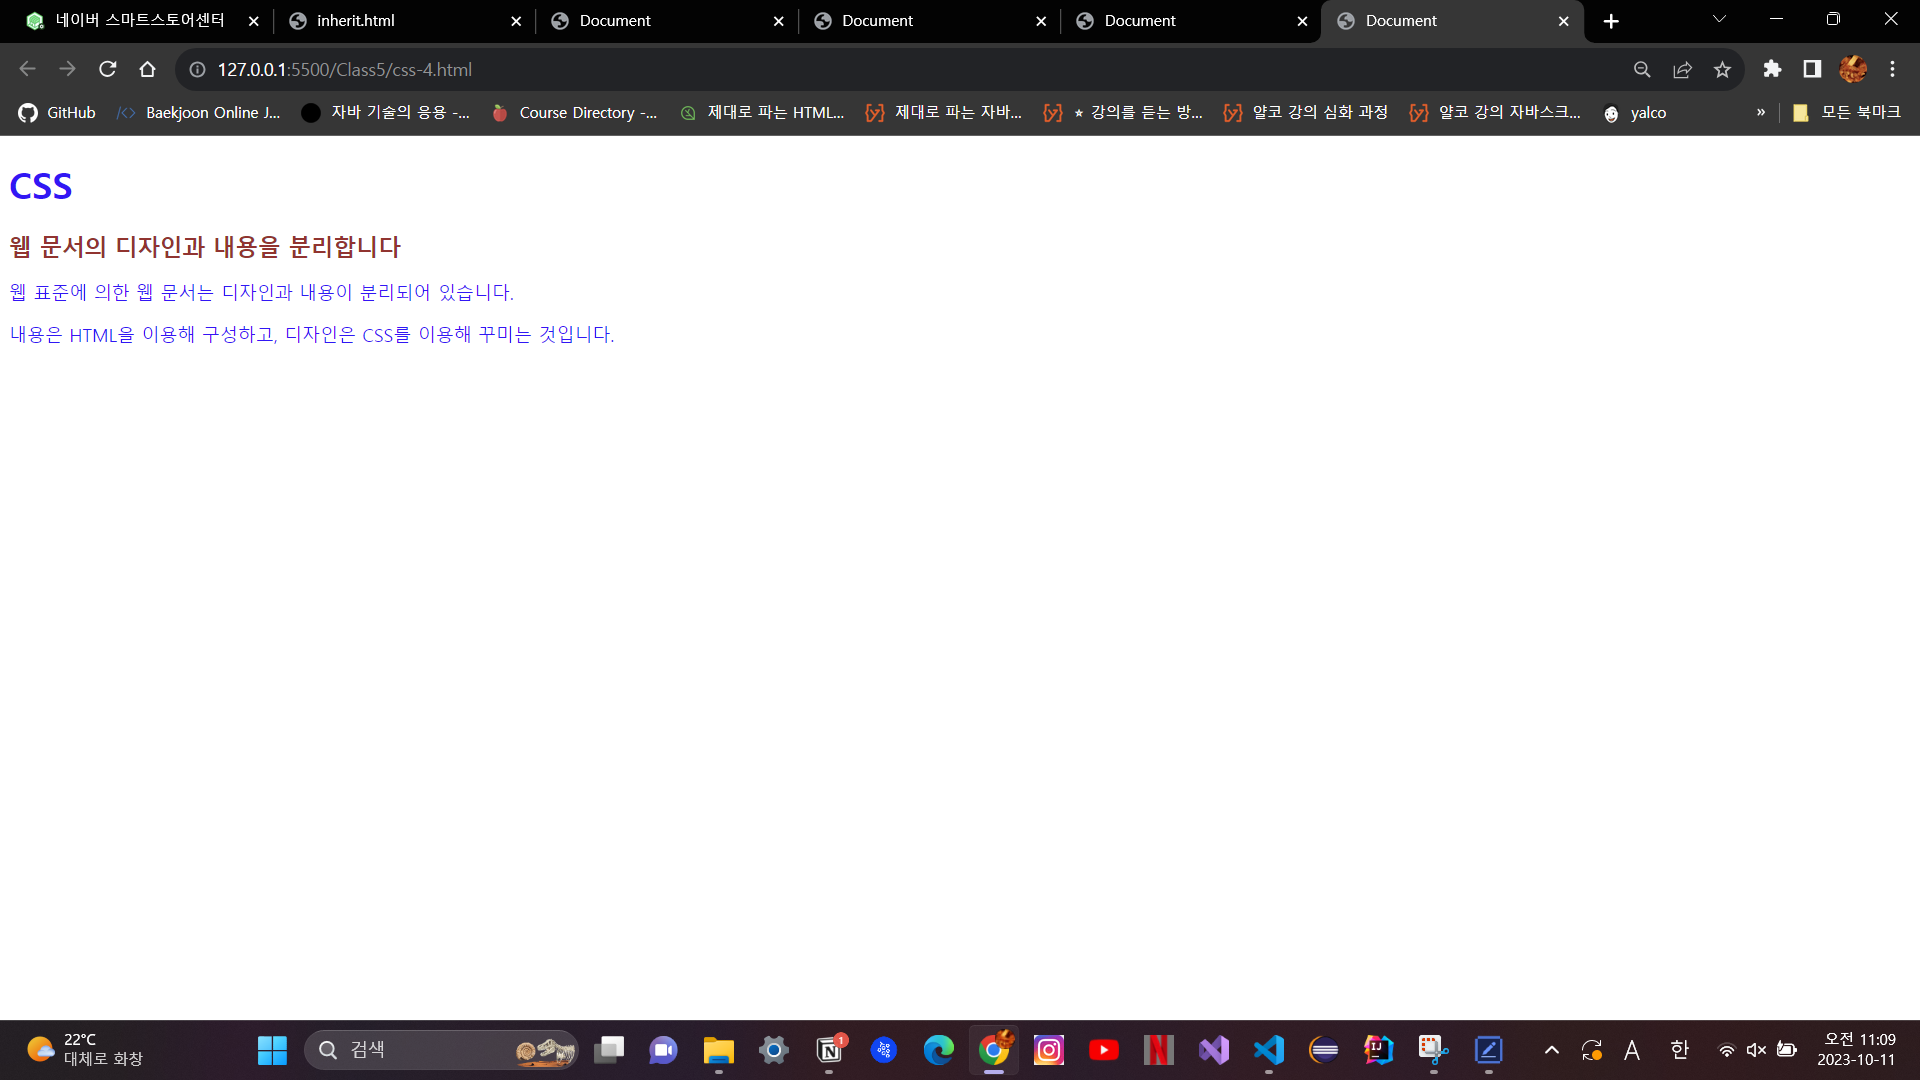 네이버 스마트스토어센터
inherit.html
Document
Document
Document
Document
127.0.0.1:5500/Class5/css-4.html
GitHub
Baekjoon Online J...
자바 기술의 응용 -...
Course Directory -...
제대로 파는 HTML...
제대로 파는 자바...
★ 강의를 듣는 방...
얄코 강의 심화 과정
얄코 강의 자바스크...
yalco
»
모든 북마크
CSS
웹 문서의 디자인과 내용을 분리합니다
웹 표준에 의한 웹 문서는 디자인과 내용이 분리되어 있습니다.
내용은 HTML을 이용해 구성하고, 디자인은 CSS를 이용해 꾸미는 것입니다.
22°C
대체로 화창
검색
1
A
한
오전 11:09
2023-10-11